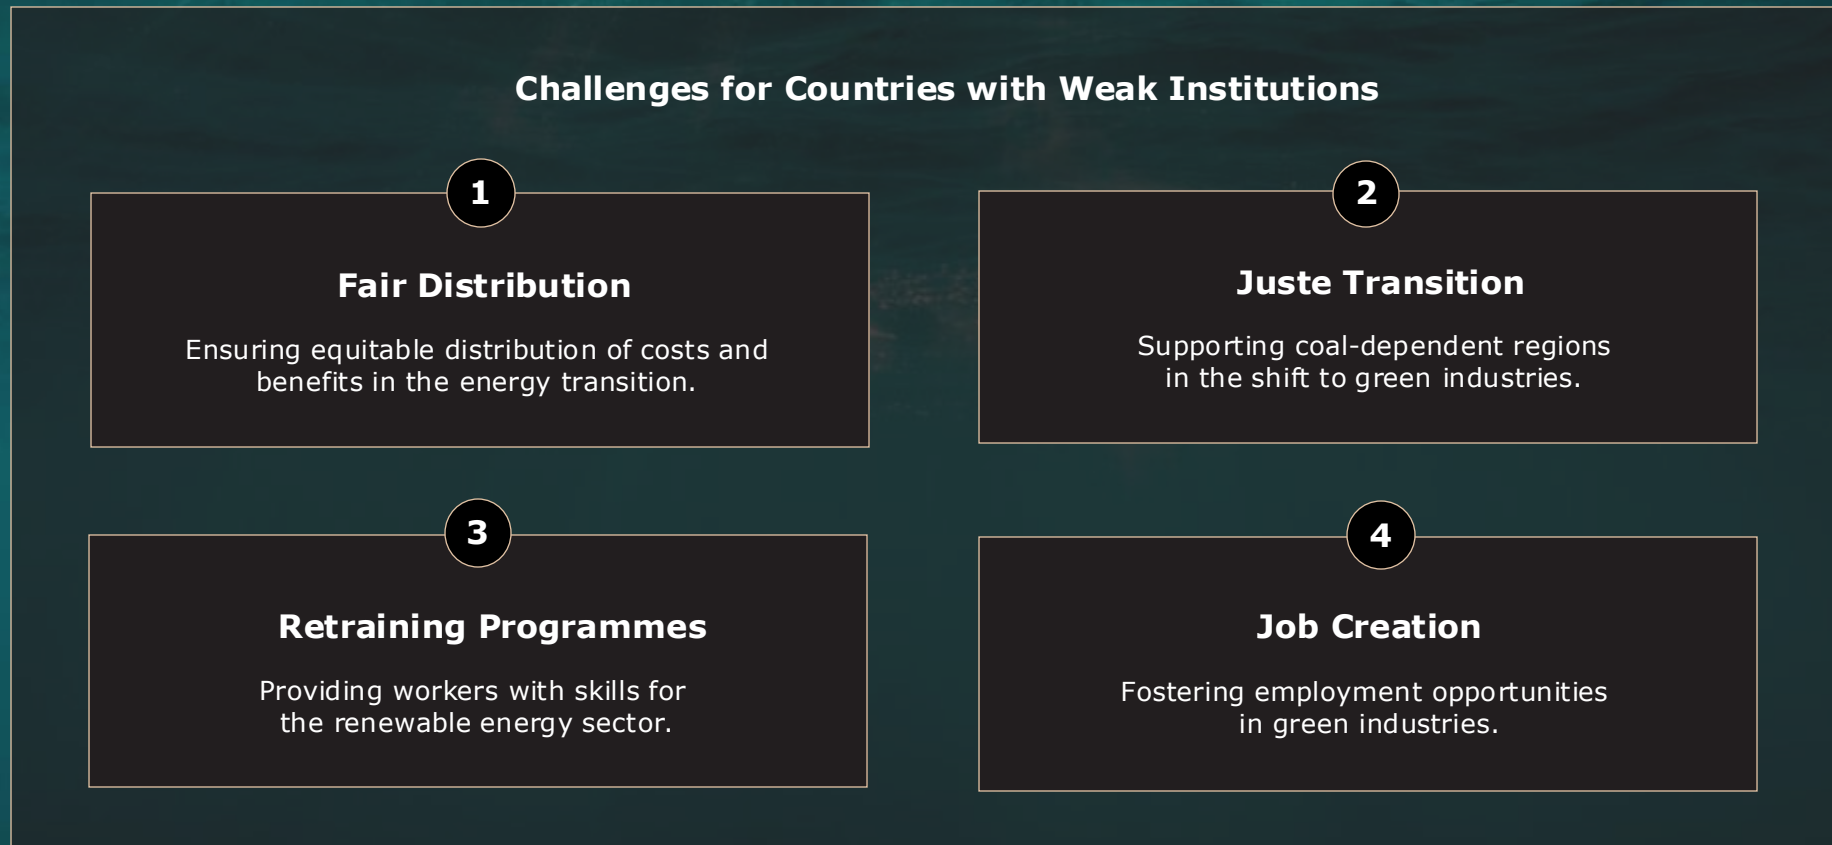 Challenges for Countries with Weak Institutions
1
Fair Distribution
Ensuring equitable distribution of costs and
benefits in the energy transition.
2
Juste Transition
Supporting coal-dependent regions
in the shift to green industries.
3
Retraining Programmes
Providing workers with skills for
the renewable energy sector.
4
Job Creation
Fostering employment opportunities
in green industries.